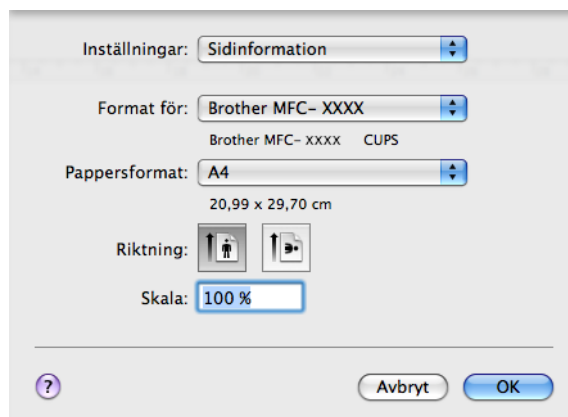 Inställningar: Sidinformation
Format för: Brother MFC- XXXX
Brother MFC- XXXX CUPS
Pappersformat: A4
20,99 x 29,70 cm
Riktning:
Skala: 100 %
? Avbryt OK